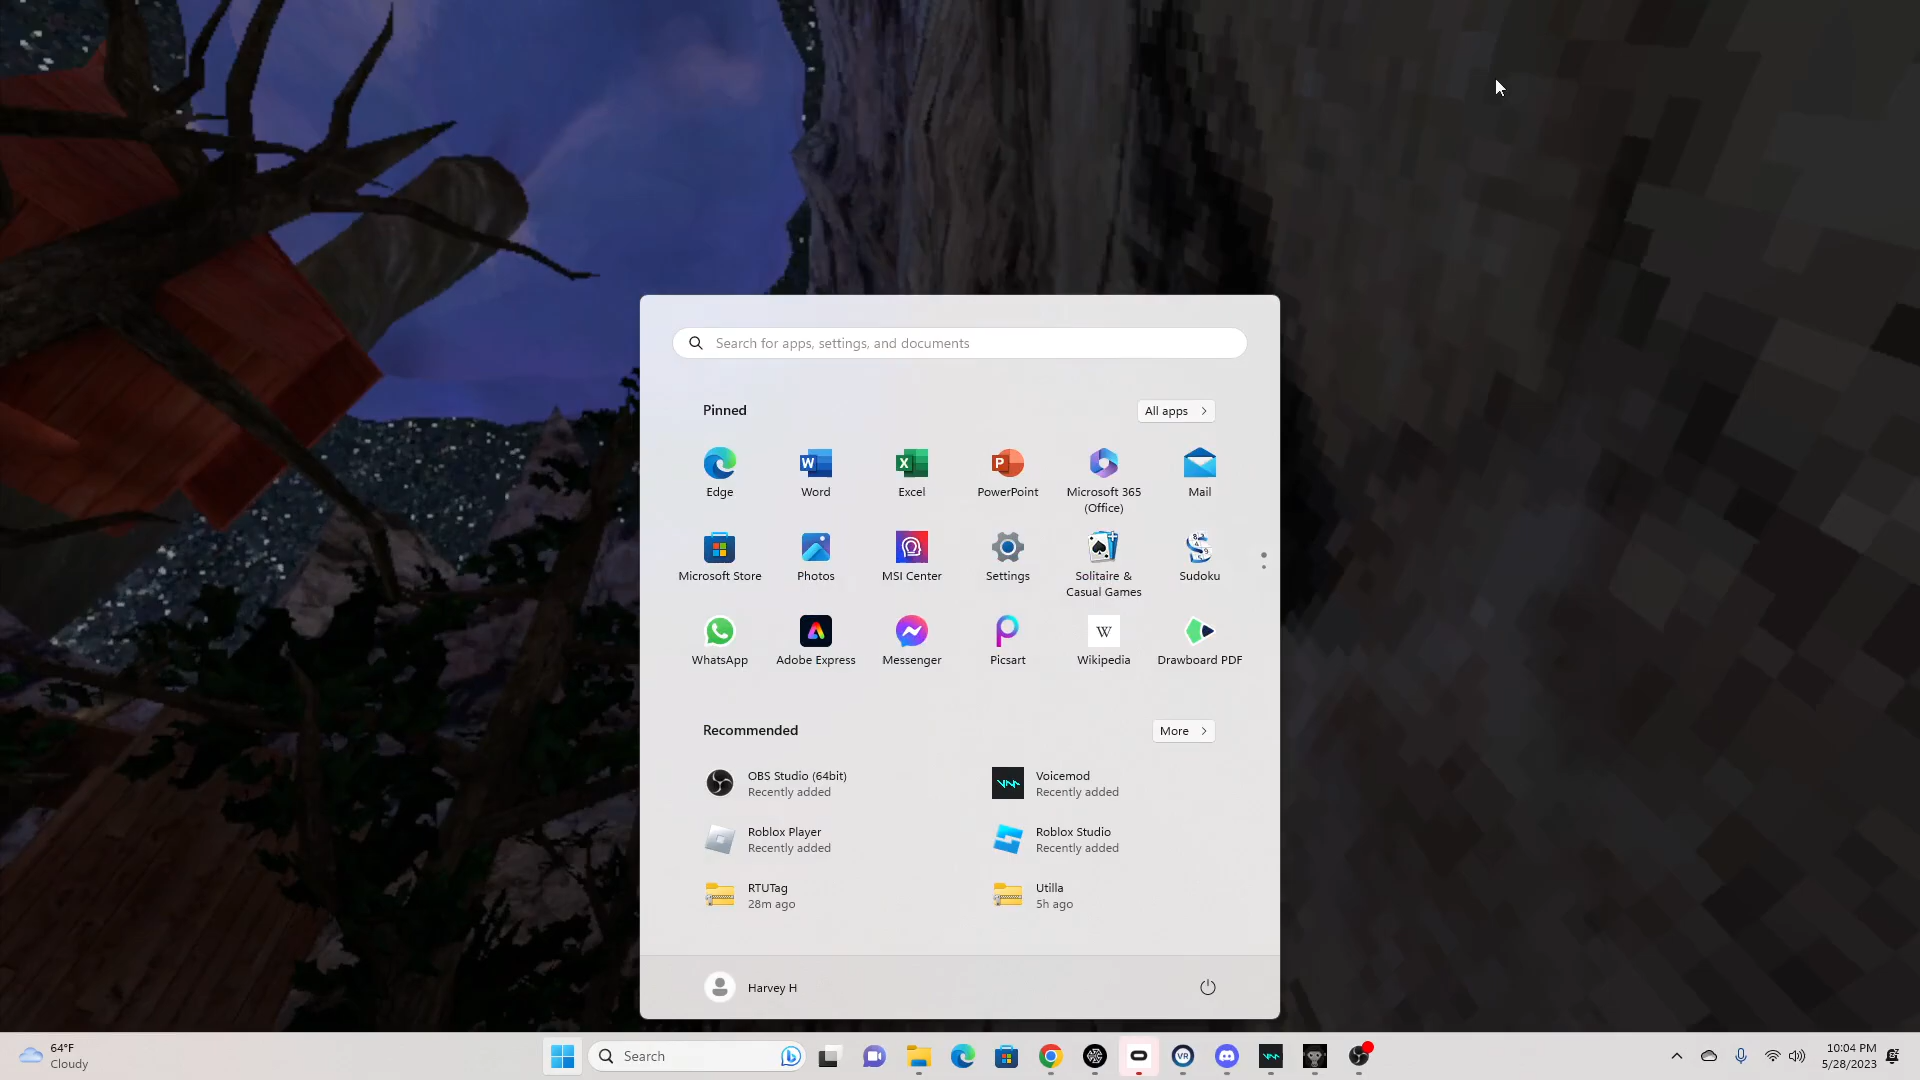 Search for apps, settings, and documents
Pinned
All apps
Edge
Word
Excel
PowerPoint
Microsoft 365
(Office)
Mail
Microsoft Store
Photos
MSI Center
Settings
Solitaire &
Casual Games
Sudoku
WhatsApp
Adobe Express
Messenger
Picsart
W
Wikipedia
Drawboard PDF
Recommended
More
OBS Studio (64bit)
Recently added
Voicemod
Recently added
Roblox Player
Recently added
Roblox Studio
Recently added
RTUTag
28m ago
Utilla
5h ago
Harvey H
64°F
Cloudy
Search
VR
10:04 PM
5/28/2023